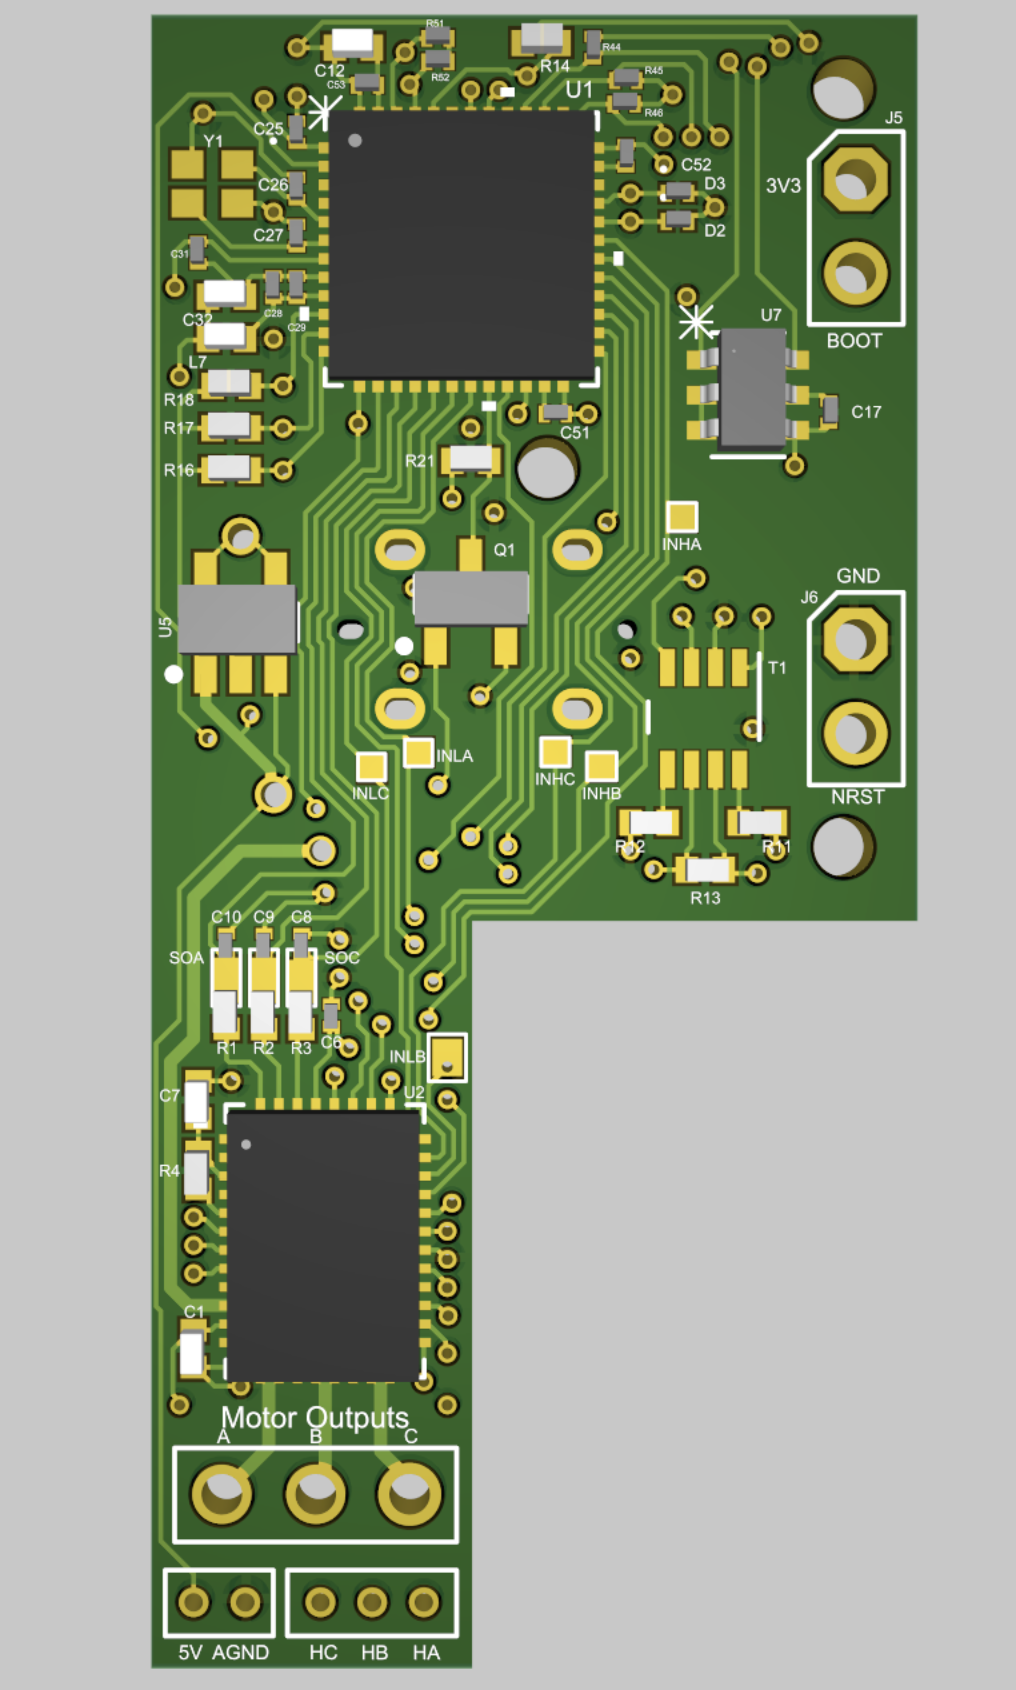 R51
R44
C12
R52
R14
C53
U1
R45
R46
J5
C25
Y1
C52
3V3
C26
D3
C27
D2
C31
C28
C29
C32
U7
BOOT
L7
R18
C17
R17
C51
R16
R21
INHA
Q1
GND
J6
U5
T1
INLA
INLC
INHC
INHB
NRST
R12
R11
R13
C10 C9 C8
SOA
SOC
R1 R2 R3 C6
INLB
C7
U2
R4
C1
Motor Outputs
A B C
5V AGND HC HB HA